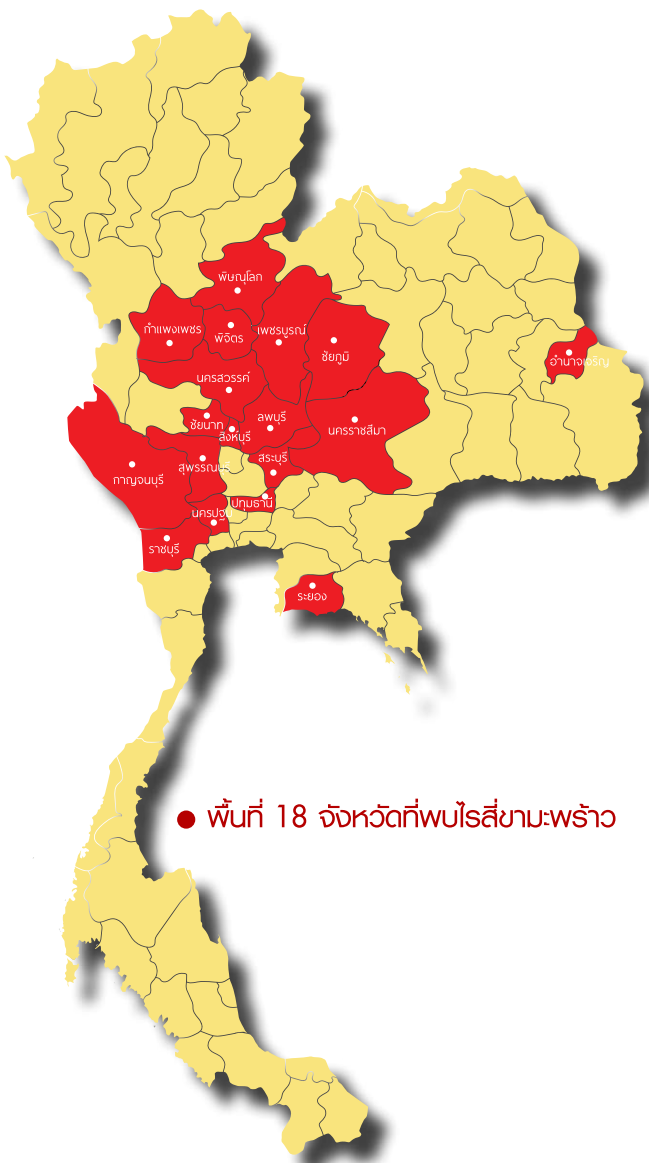 พิษณุโลก
กำแพงเพชร
พิจิตร
เพชรบูรณ์
ชัยภูมิ
อำนาจเจริญ
นครสวรรค์
ชัยนาท
สิงห์บุรี
ลพบุรี
นครราชสีมา
กาญจนบุรี
สุพรรณบุรี
สระบุรี
ปทุมธานี
นครปฐม
ราชบุรี
ระยอง
พื้นที่ 18 จังหวัดที่พบไรสี่ขามะพร้าว